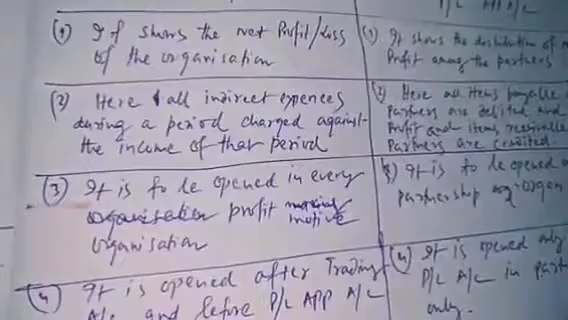 P/L APP A/C
(1) It shows the net Profit/Loss
of the organisation
(2) Here all indirect expences
during a period charged against
the income of that period
(3) It is to be opened in every
profit motive
organisation
(4) It is opened after Trading
A/c and before P/L APP A/C
(1) It shows the distribution of
Profit among the partners
(2) Here all items payable
Partners are debited and
Profit and items receivable
Partners are credited.
(3) It is to be opened
partnership
(4) It is opened only
P/L A/C in
only.